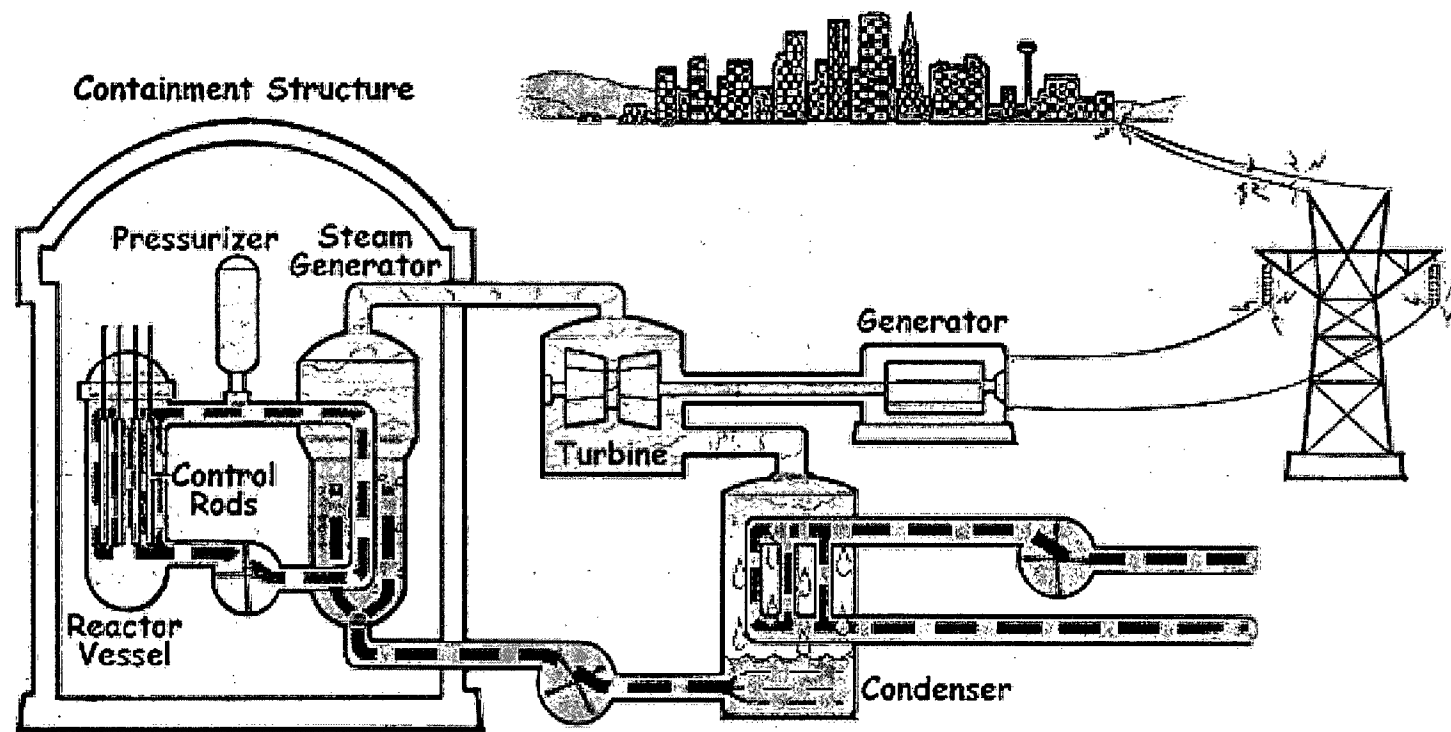 Containment Structure
Pressurizer
Steam
Generator
Generator
Turbine
Control
Rods
Reactor
Vessel
Condenser